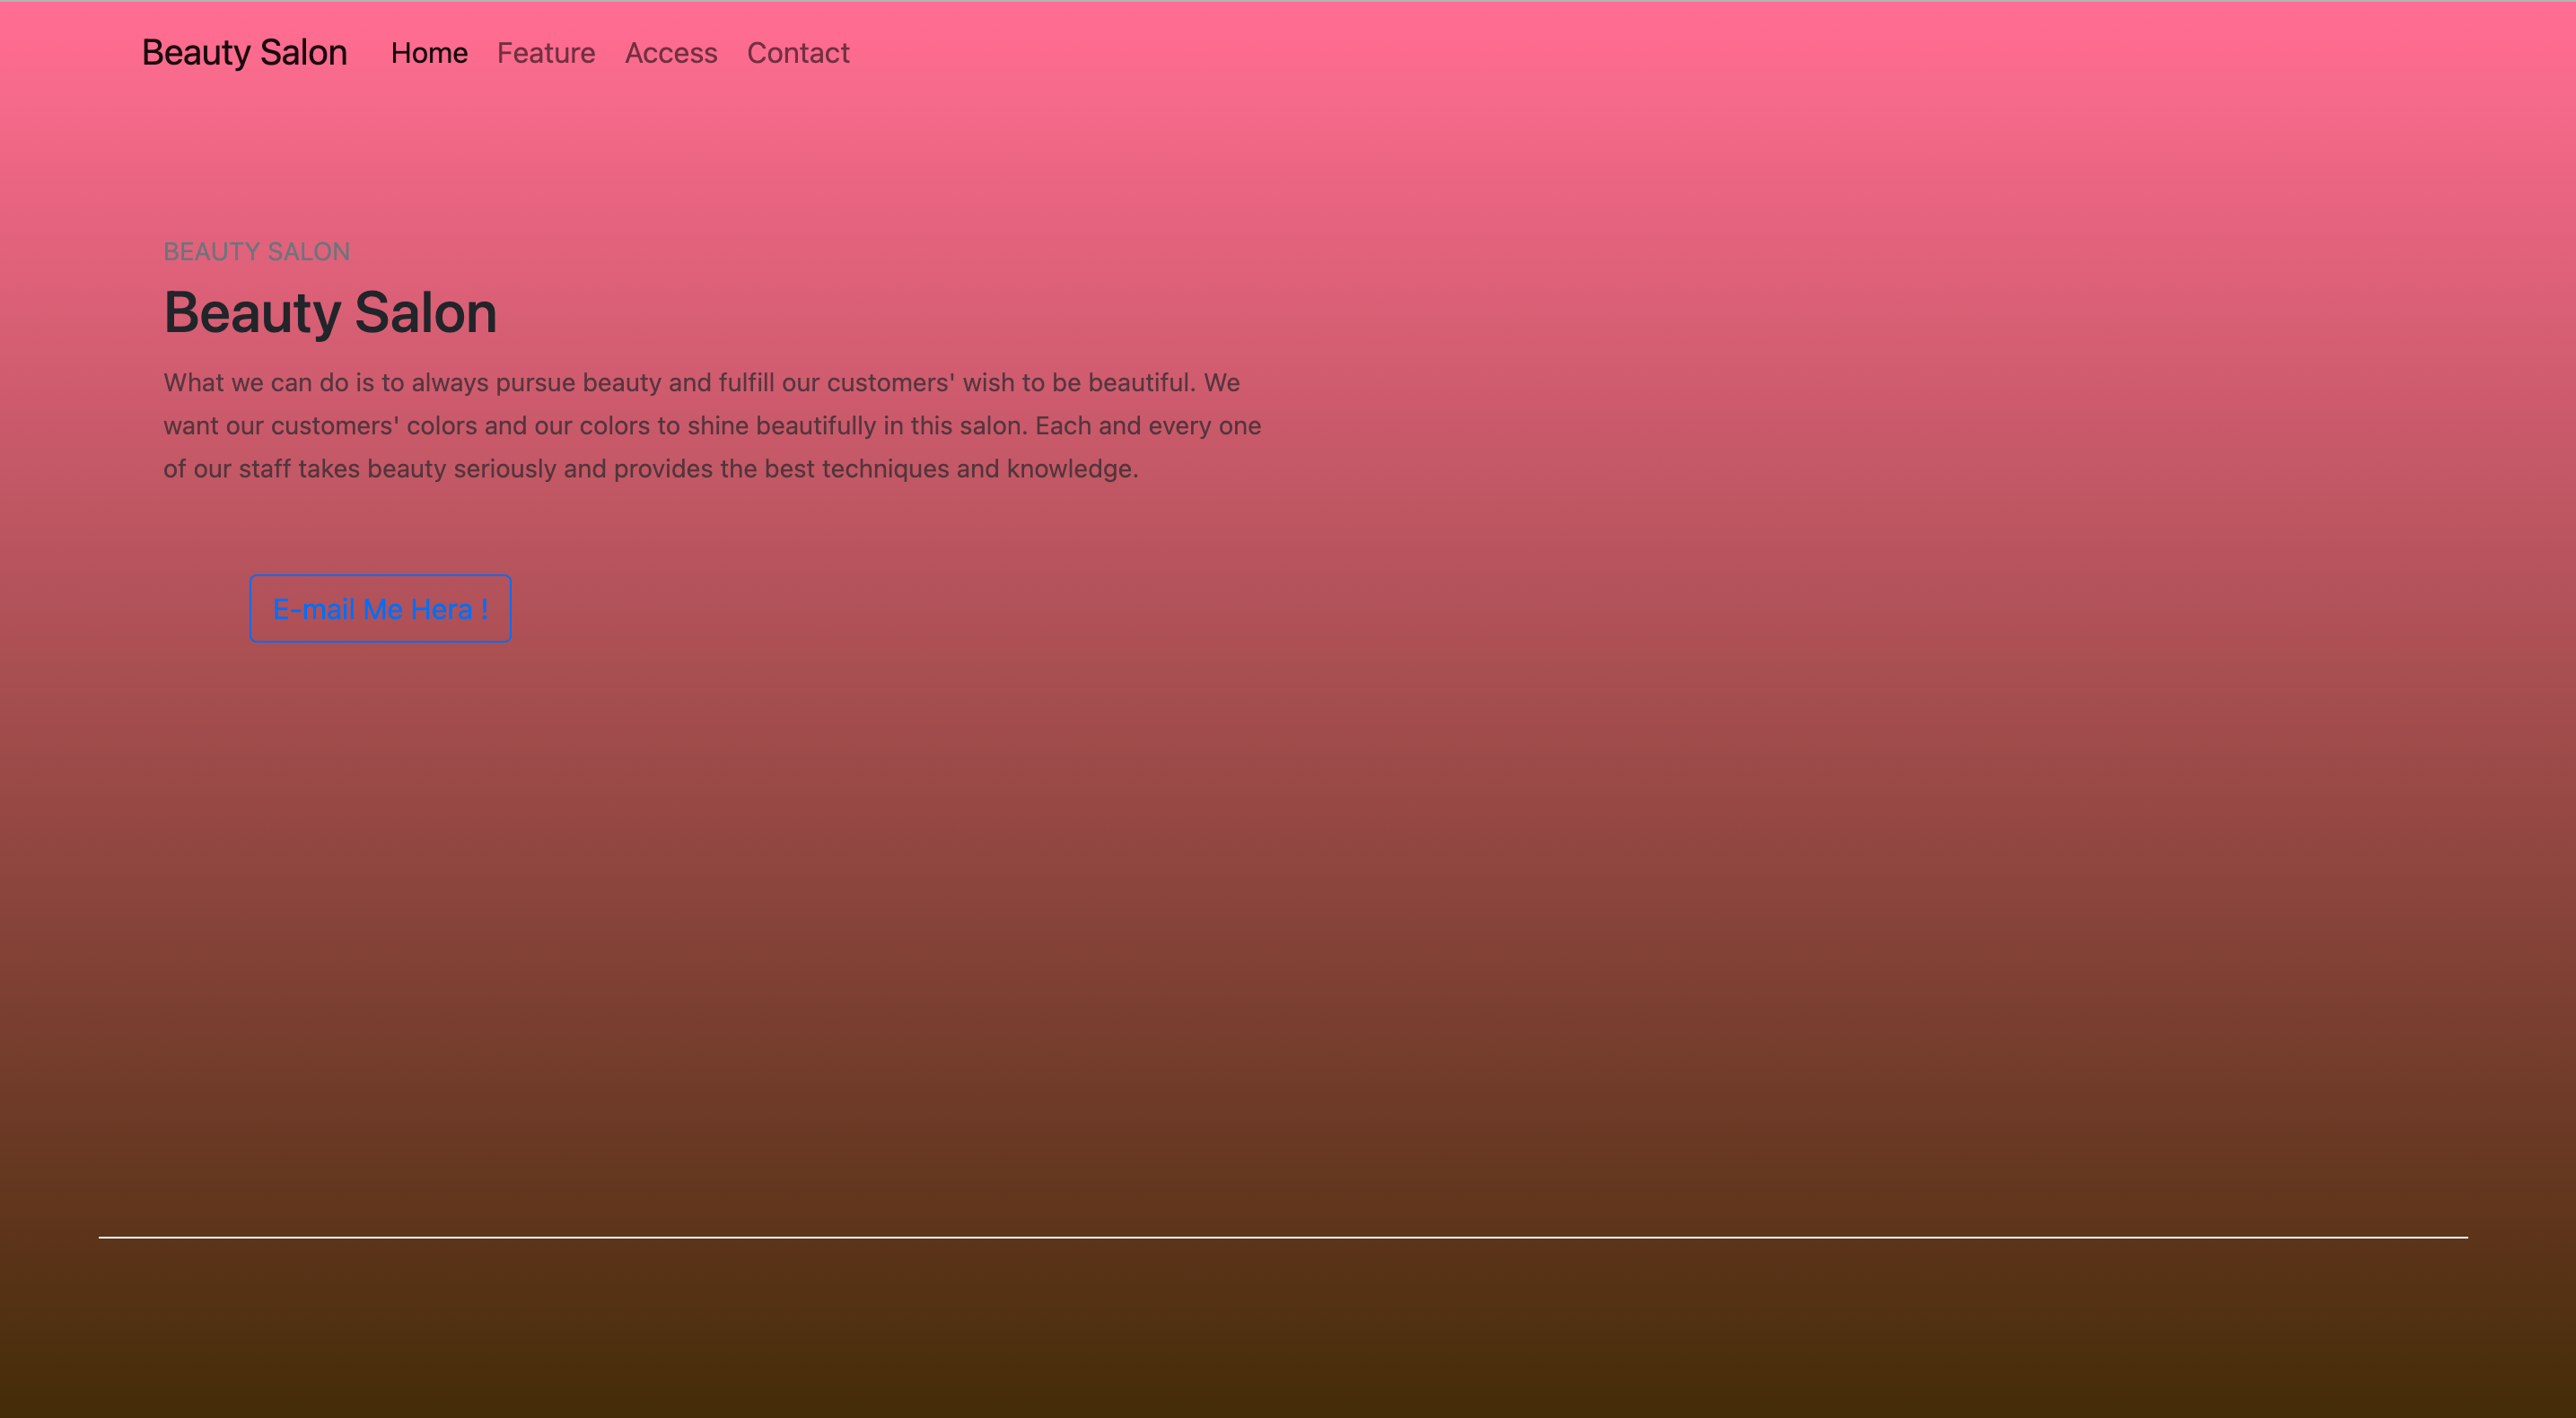 Beauty Salon Home Feature Access Contact
BEAUTY SALON
Beauty Salon
What we can do is to always pursue beauty and fulfill our customers' wish to be beautiful. We
want our customers' colors and our colors to shine beautifully in this salon. Each and every one
of our staff takes beauty seriously and provides the best techniques and knowledge.
E-mail Me Hera !